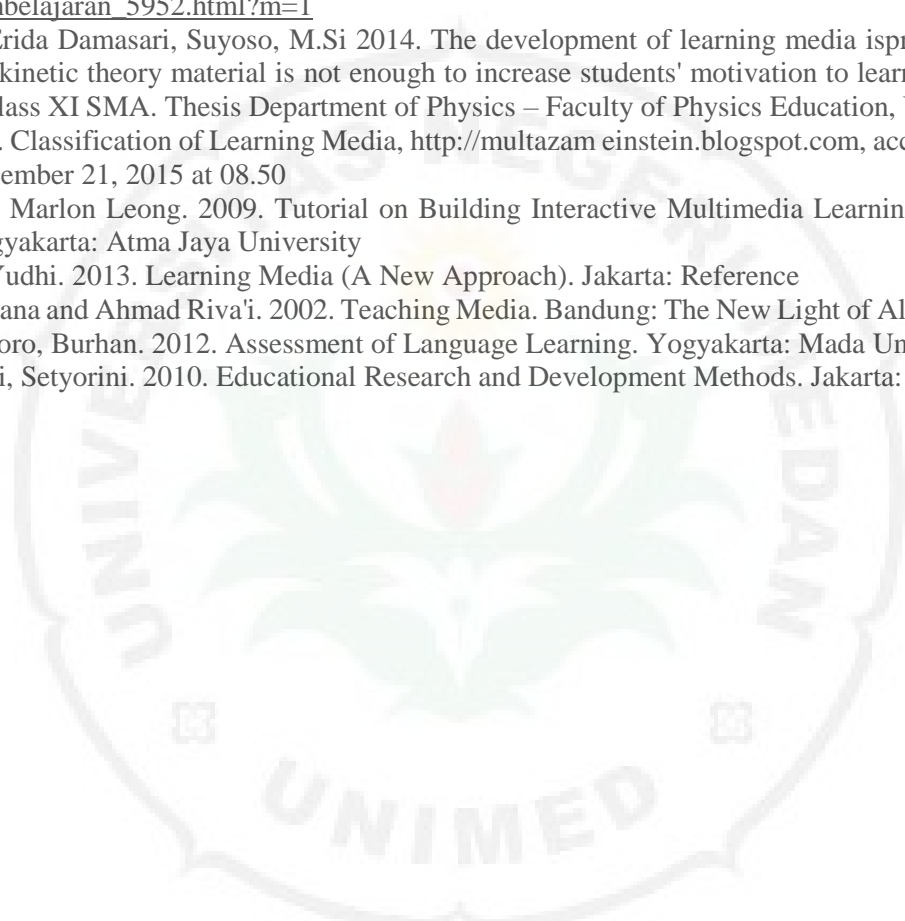 nbelajaran_5952.html?m=1
Erida Damasari, Suyoso, M.Si 2014. The development of learning media ispr
kinetic theory material is not enough to increase students' motivation to learn
lass XI SMA. Thesis Department of Physics – Faculty of Physics Education,
. Classification of Learning Media, http://multazam einstein.blogspot.com, acc
ember 21, 2015 at 08.50
Marlon Leong. 2009. Tutorial on Building Interactive Multimedia Learnin
gyakarta: Atma Jaya University
Yudhi. 2013. Learning Media (A New Approach). Jakarta: Reference
ana and Ahmad Riva'i. 2002. Teaching Media. Bandung: The New Light of Al
oro, Burhan. 2012. Assessment of Language Learning. Yogyakarta: Mada Un
i, Setyorini. 2010. Educational Research and Development Methods. Jakarta:
UNIVERSITAS NEGERI MEDAN
UNIMED